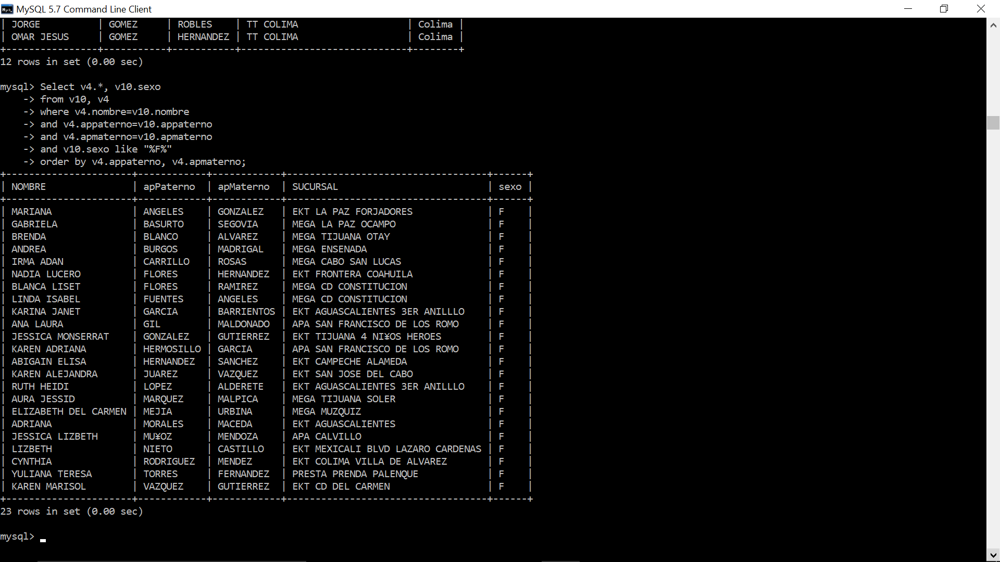 MySQL 5.7 Command Line Client
| JORGE          | GOMEZ     | ROBLES    | TT COLIMA                   | Colima |
| OMAR JESUS     | GOMEZ     | HERNANDEZ | TT COLIMA                   | Colima |
+----------------+-----------+-----------+-----------------------------+--------+
12 rows in set (0.00 sec)
mysql> Select v4.*, v10.sexo
    -> from v10, v4
    -> where v4.nombre=v10.nombre
    -> and v4.appaterno=v10.appaterno
    -> and v4.apmaterno=v10.apmaterno
    -> and v10.sexo like "%F%"
    -> order by v4.appaterno, v4.apmaterno;
+----------------------+------------+------------+-----------------------------------+------+
| NOMBRE               | apPaterno  | apMaterno  | SUCURSAL                          | sexo |
+----------------------+------------+------------+-----------------------------------+------+
| MARIANA              | ANGELES    | GONZALEZ   | EKT LA PAZ FORJADORES             | F    |
| GABRIELA             | BASURTO    | SEGOVIA    | MEGA LA PAZ OCAMPO                | F    |
| BRENDA               | BLANCO     | ALVAREZ    | MEGA TIJUANA OTAY                 | F    |
| ANDREA               | BURGOS     | MADRIGAL   | MEGA ENSENADA                     | F    |
| IRMA ADAN            | CARRILLO   | ROSAS      | MEGA CABO SAN LUCAS               | F    |
| NADIA LUCERO         | FLORES     | HERNANDEZ  | EKT FRONTERA COAHUILA             | F    |
| BLANCA LISET         | FLORES     | RAMIREZ    | MEGA CD CONSTITUCION              | F    |
| LINDA ISABEL         | FUENTES    | ANGELES    | MEGA CD CONSTITUCION              | F    |
| KARINA JANET         | GARCIA     | BARRIENTOS | EKT AGUASCALIENTES 3ER ANILLLO    | F    |
| ANA LAURA            | GIL        | MALDONADO  | APA SAN FRANCISCO DE LOS ROMO     | F    |
| JESSICA MONSERRAT    | GONZALEZ   | GUTIERREZ  | EKT TIJUANA 4 NI¥OS HEROES        | F    |
| KAREN ADRIANA        | HERMOSILLO | GARCIA     | APA SAN FRANCISCO DE LOS ROMO     | F    |
| ABIGAIN ELISA        | HERNANDEZ  | SANCHEZ    | EKT CAMPECHE ALAMEDA              | F    |
| KAREN ALEJANDRA      | JUAREZ     | VAZQUEZ    | EKT SAN JOSE DEL CABO             | F    |
| RUTH HEIDI           | LOPEZ      | ALDERETE   | EKT AGUASCALIENTES 3ER ANILLLO    | F    |
| AURA JESSID          | MARQUEZ    | MALPICA    | MEGA TIJUANA SOLER                | F    |
| ELIZABETH DEL CARMEN | MEJIA      | URBINA     | MEGA MUZQUIZ                      | F    |
| ADRIANA              | MORALES    | MACEDA     | EKT AGUASCALIENTES                | F    |
| JESSICA LIZBETH      | MU¥OZ      | MENDOZA    | APA CALVILLO                      | F    |
| LIZBETH              | NIETO      | CASTILLO   | EKT MEXICALI BLVD LAZARO CARDENAS | F    |
| CYNTHIA              | RODRIGUEZ  | MENDEZ     | EKT COLIMA VILLA DE ALVAREZ       | F    |
| YULIANA TERESA       | TORRES     | FERNANDEZ  | PRESTA PRENDA PALENQUE            | F    |
| KAREN MARISOL        | VAZQUEZ    | GUTIERREZ  | EKT CD DEL CARMEN                 | F    |
+----------------------+------------+------------+-----------------------------------+------+
23 rows in set (0.00 sec)
mysql> _